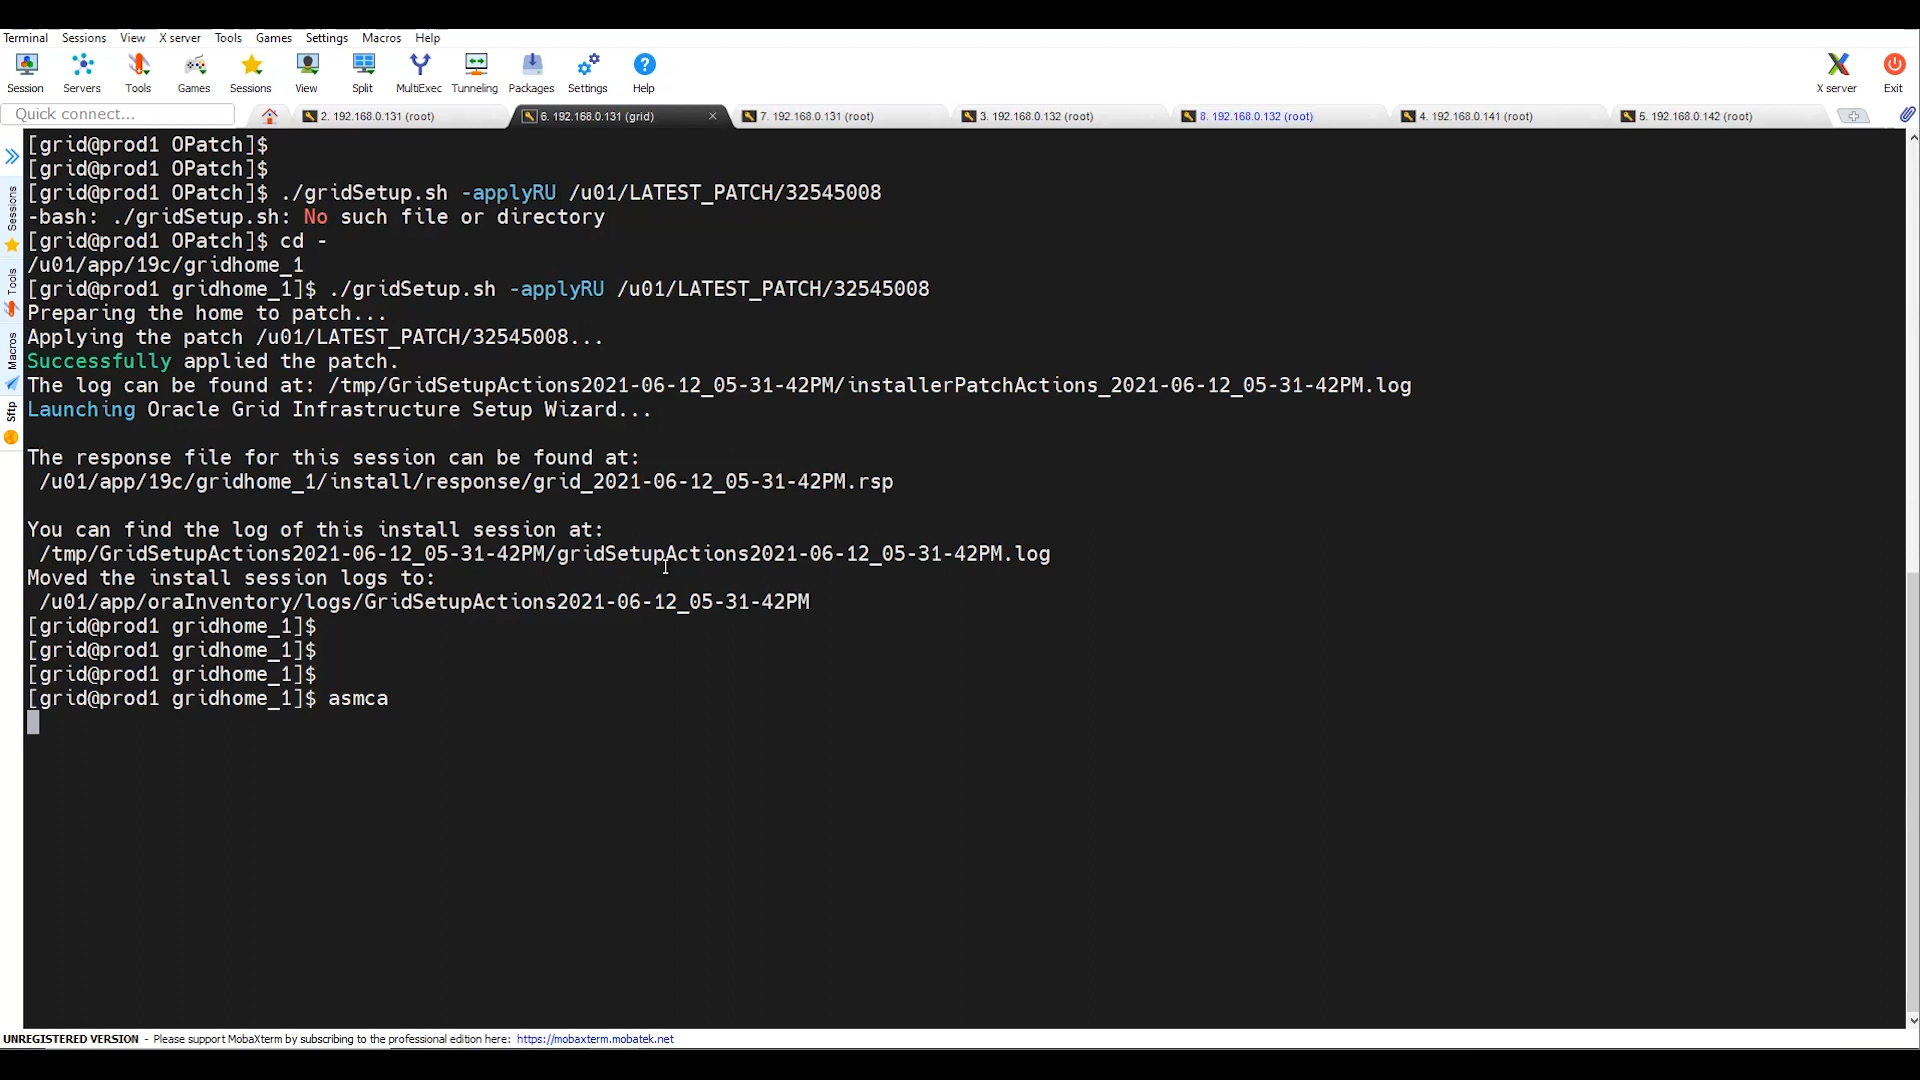 Terminal Sessions View X server Tools Games Settings Macros Help
Session Servers Tools Games Sessions View Split MultiExec Tunneling Packages Settings Help X server Exit
Quick connect... 2. 192.168.0.131 (root) 6. 192.168.0.131 (grid) 7. 192.168.0.131 (root) 3. 192.168.0.132 (root) 8. 192.168.0.132 (root) 4. 192.168.0.141 (root) 5. 192.168.0.142 (root)
Sessions
Tools
Macros
Sftp
[grid@prod1 OPatch]$
[grid@prod1 OPatch]$
[grid@prod1 OPatch]$ ./gridSetup.sh -applyRU /u01/LATEST_PATCH/32545008
-bash: ./gridSetup.sh: No such file or directory
[grid@prod1 OPatch]$ cd -
/u01/app/19c/gridhome_1
[grid@prod1 gridhome_1]$ ./gridSetup.sh -applyRU /u01/LATEST_PATCH/32545008
Preparing the home to patch...
Applying the patch /u01/LATEST_PATCH/32545008...
Successfully applied the patch.
The log can be found at: /tmp/GridSetupActions2021-06-12_05-31-42PM/installerPatchActions_2021-06-12_05-31-42PM.log
Launching Oracle Grid Infrastructure Setup Wizard...
The response file for this session can be found at:
/u01/app/19c/gridhome_1/install/response/grid_2021-06-12_05-31-42PM.rsp
You can find the log of this install session at:
/tmp/GridSetupActions2021-06-12_05-31-42PM/gridSetupActions2021-06-12_05-31-42PM.log
Moved the install session logs to:
/u01/app/oraInventory/logs/GridSetupActions2021-06-12_05-31-42PM
[grid@prod1 gridhome_1]$
[grid@prod1 gridhome_1]$
[grid@prod1 gridhome_1]$
[grid@prod1 gridhome_1]$ asmca
UNREGISTERED VERSION - Please support MobaXterm by subscribing to the professional edition here: https://mobaxterm.mobatek.net